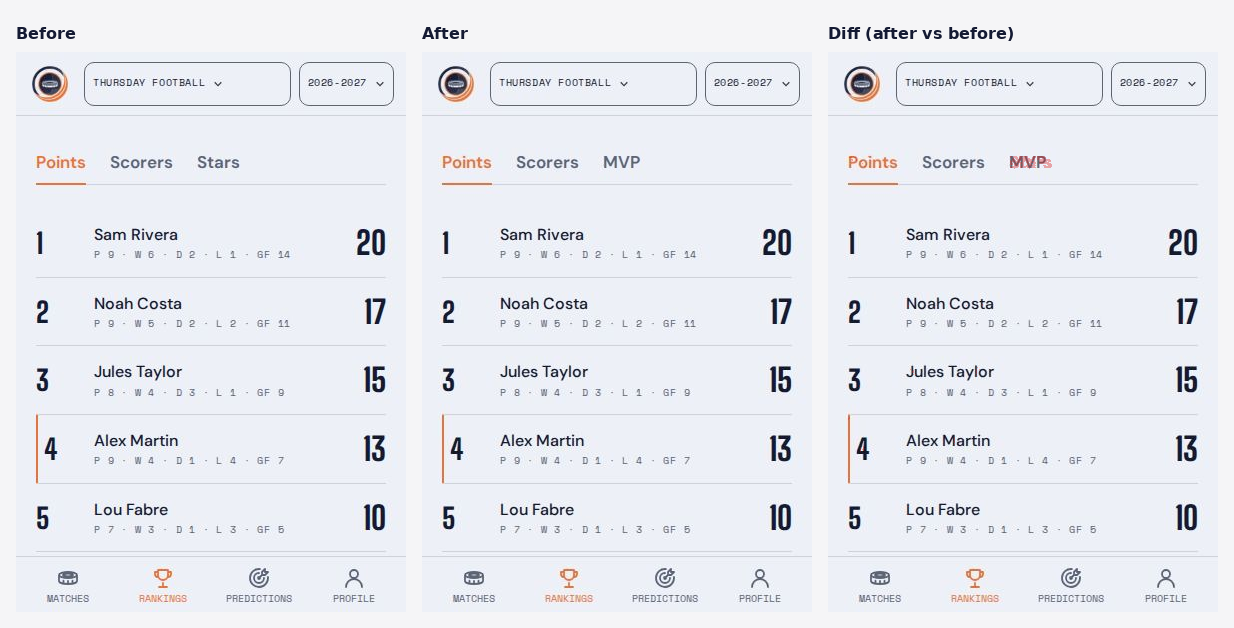 Before
THURSDAY FOOTBALL
2026-2027
Points Scorers Stars
1 Sam Rivera 20
P 9 · W 6 · D 2 · L 1 · GF 14
2 Noah Costa 17
P 9 · W 5 · D 2 · L 2 · GF 11
3 Jules Taylor 15
P 8 · W 4 · D 3 · L 1 · GF 9
4 Alex Martin 13
P 9 · W 4 · D 1 · L 4 · GF 7
5 Lou Fabre 10
P 7 · W 3 · D 1 · L 3 · GF 5
MATCHES RANKINGS PREDICTIONS PROFILE
After
THURSDAY FOOTBALL
2026-2027
Points Scorers MVP
1 Sam Rivera 20
P 9 · W 6 · D 2 · L 1 · GF 14
2 Noah Costa 17
P 9 · W 5 · D 2 · L 2 · GF 11
3 Jules Taylor 15
P 8 · W 4 · D 3 · L 1 · GF 9
4 Alex Martin 13
P 9 · W 4 · D 1 · L 4 · GF 7
5 Lou Fabre 10
P 7 · W 3 · D 1 · L 3 · GF 5
MATCHES RANKINGS PREDICTIONS PROFILE
Diff (after vs before)
THURSDAY FOOTBALL
2026-2027
Points Scorers MVP
1 Sam Rivera 20
P 9 · W 6 · D 2 · L 1 · GF 14
2 Noah Costa 17
P 9 · W 5 · D 2 · L 2 · GF 11
3 Jules Taylor 15
P 8 · W 4 · D 3 · L 1 · GF 9
4 Alex Martin 13
P 9 · W 4 · D 1 · L 4 · GF 7
5 Lou Fabre 10
P 7 · W 3 · D 1 · L 3 · GF 5
MATCHES RANKINGS PREDICTIONS PROFILE